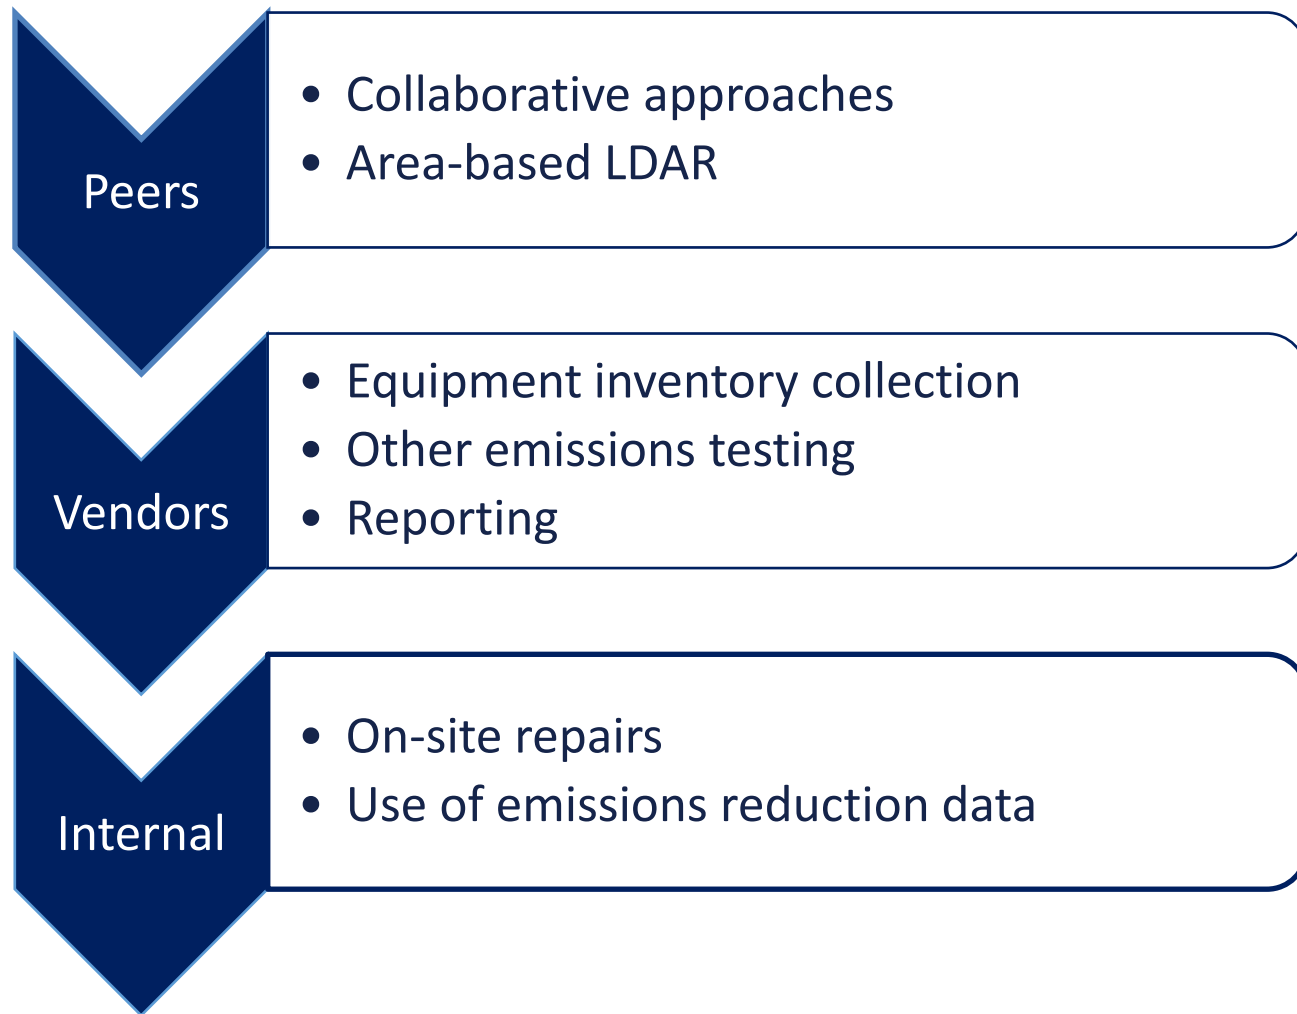 Peers
• Collaborative approaches
• Area-based LDAR
Vendors
• Equipment inventory collection
• Other emissions testing
• Reporting
Internal
• On-site repairs
• Use of emissions reduction data